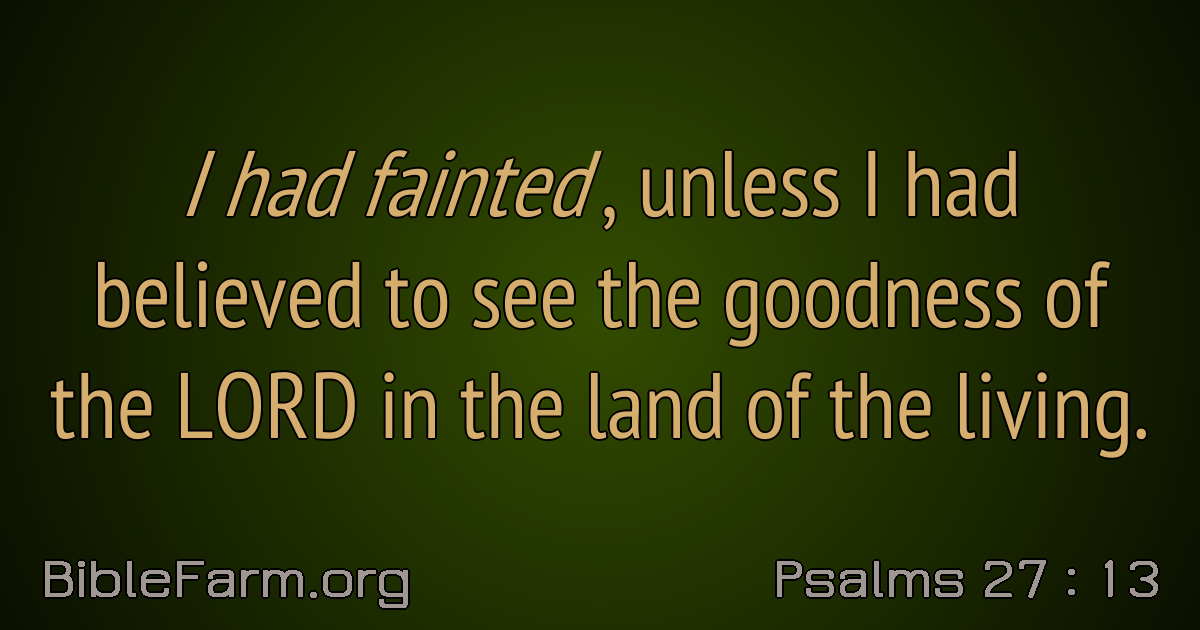 I had fainted, unless I had
believed to see the goodness of
the LORD in the land of the living.
BibleFarm.org
Psalms 27 : 13